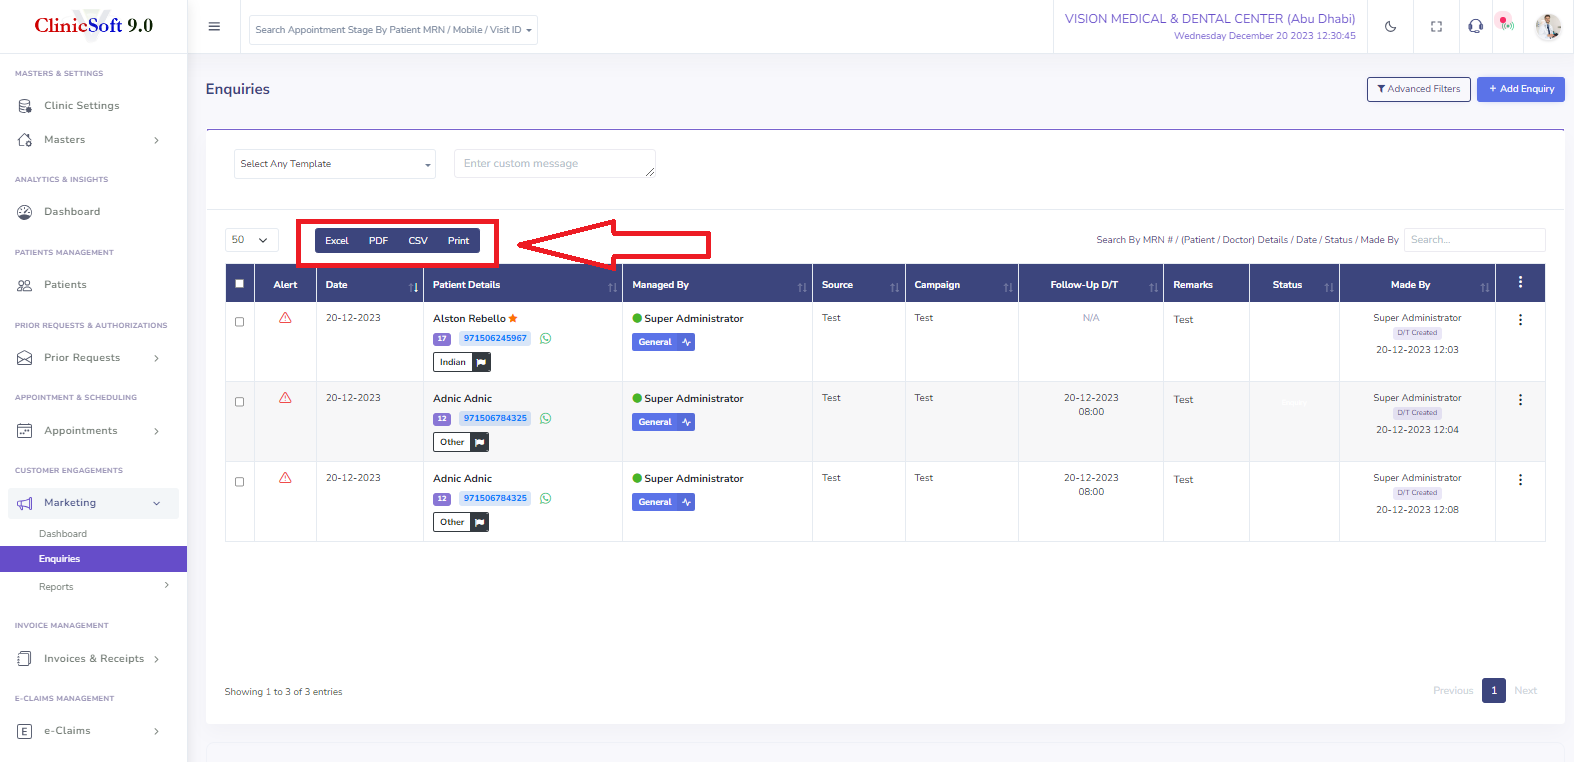 ClinicSoft 9.0
Search Appointment Stage By Patient MRN / Mobile / Visit ID
VISION MEDICAL & DENTAL CENTER (Abu Dhabi)
Wednesday December 20 2023 12:30:45
MASTERS & SETTINGS
Clinic Settings
Masters
ANALYTICS & INSIGHTS
Dashboard
PATIENTS MANAGEMENT
Patients
PRIOR REQUESTS & AUTHORIZATIONS
Prior Requests
APPOINTMENT & SCHEDULING
Appointments
CUSTOMER ENGAGEMENTS
Marketing
Dashboard
Enquiries
Reports
INVOICE MANAGEMENT
Invoices & Receipts
E-CLAIMS MANAGEMENT
E e-Claims
Enquiries
Advanced Filters
+ Add Enquiry
Select Any Template
Enter custom message
50
Excel PDF CSV Print
Search By MRN # / (Patient / Doctor) Details / Date / Status / Made By Search...
Alert Date Patient Details Managed By Source Campaign Follow-Up D/T Remarks Status Made By
20-12-2023 Alston Rebello Super Administrator Test Test N/A Test Super Administrator
17 971506245967 General D/T Created
Indian 20-12-2023 12:03
20-12-2023 Adnic Adnic Super Administrator Test Test 20-12-2023 Test Super Administrator
12 971506784325 General 08:00 D/T Created
Other 20-12-2023 12:04
20-12-2023 Adnic Adnic Super Administrator Test Test 20-12-2023 Test Super Administrator
12 971506784325 General 08:00 D/T Created
Other 20-12-2023 12:08
Showing 1 to 3 of 3 entries
Previous 1 Next